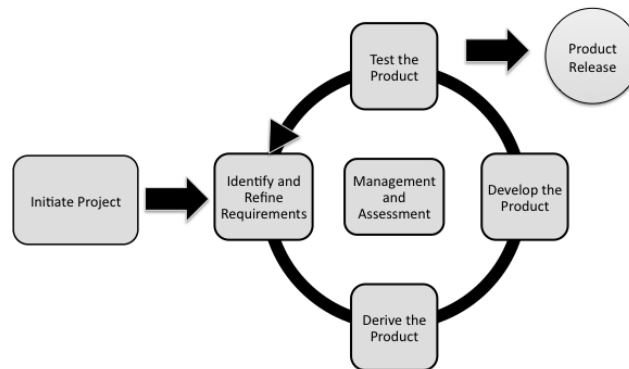 Test the
Product
Product
Release
Initiate Project
Identify and
Refine
Requirements
Management
and
Assessment
Develop the
Product
Derive the
Product